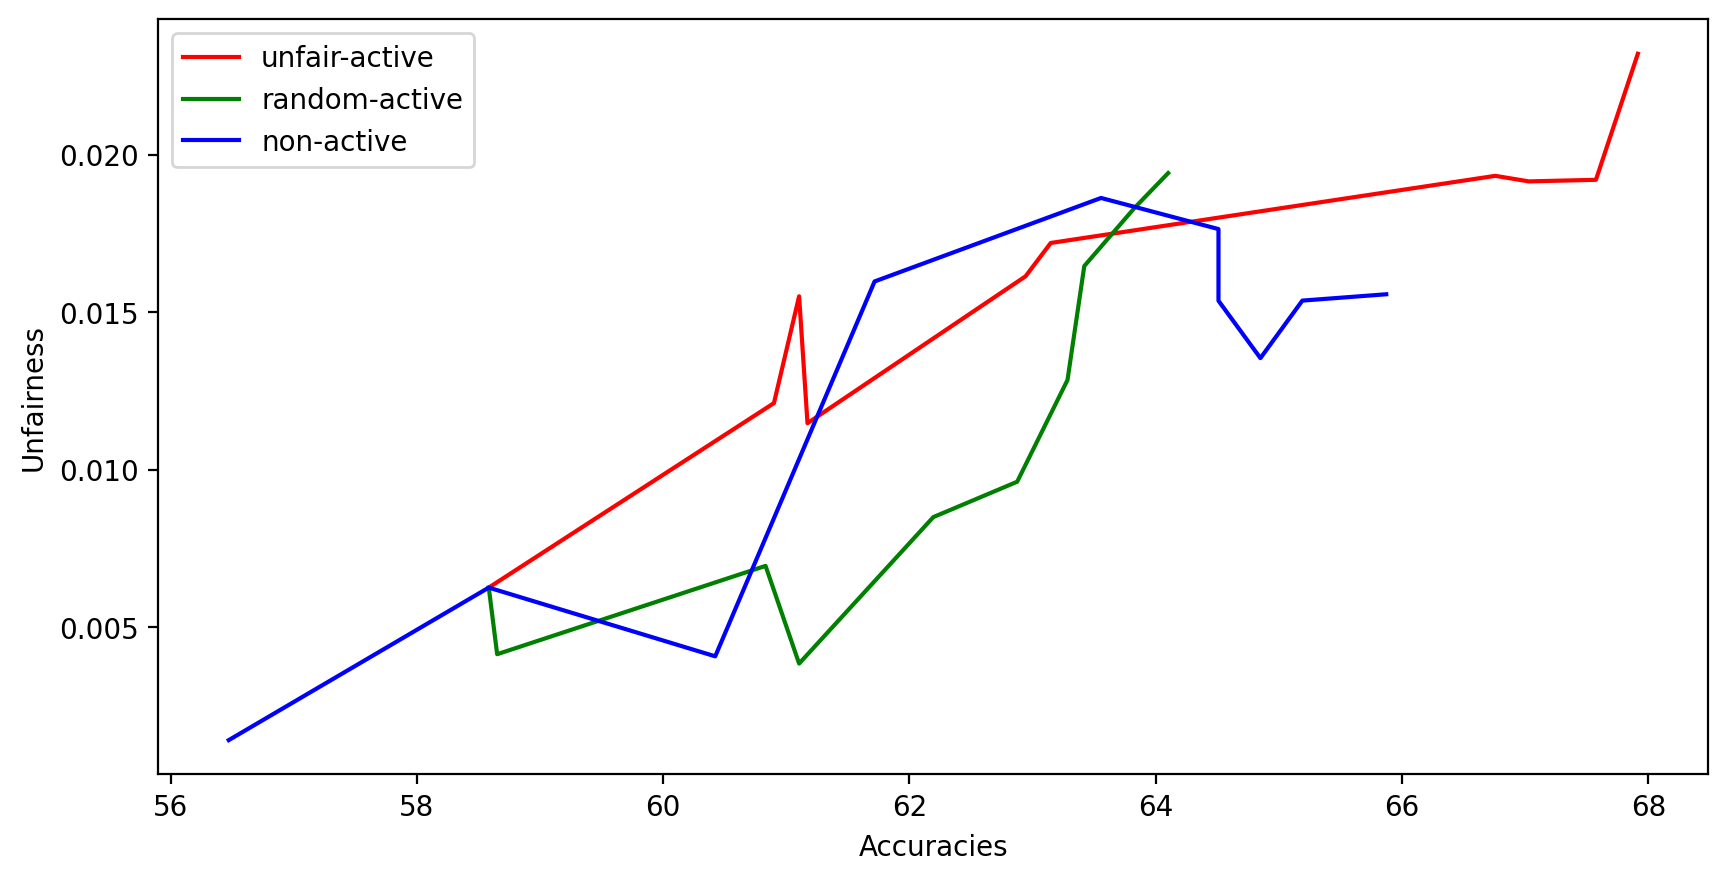 unfair-active
random-active
non-active
0.020
0.015
0.010
0.005
Unfairness
56 58 60 62 64 66 68
Accuracies